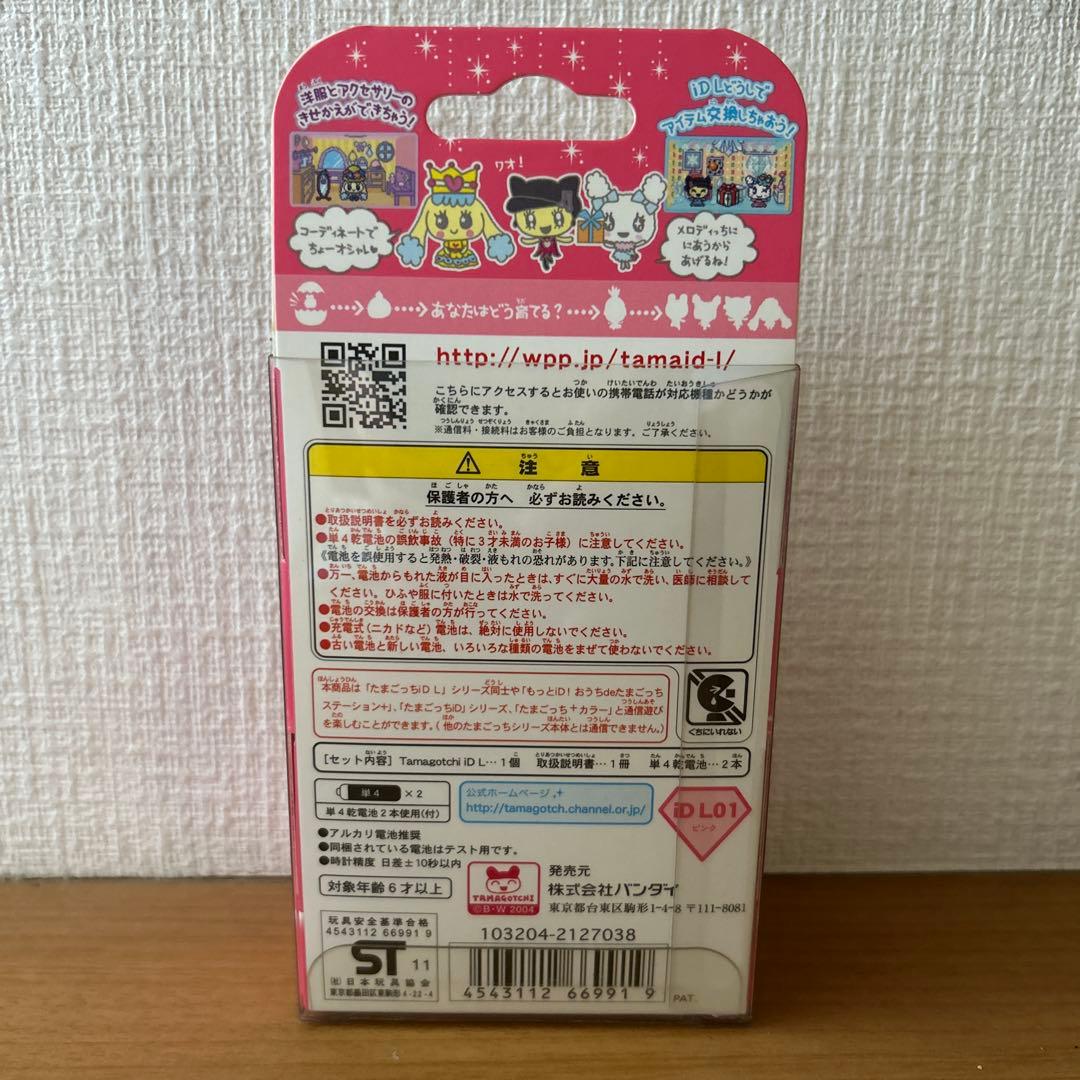 洋服とアクセサリーの
きせかえができちゃう!
コーディネートで
ちょーオシャレ♥
ワオ!
iD Lどうしで
アイテム交換しちゃおう!
メロディっちに
にあうから
あげるね!
あなたはどう育てる?
http://wpp.jp/tamaid-l/
こちらにアクセスするとお使いの携帯電話が対応機種かどうかが
確認できます。
※通信料・接続料はお客様のご負担となります。ご了承ください。
注意
保護者の方へ 必ずお読みください。
●取扱説明書を必ずお読みください。
●単4乾電池の誤飲事故(特に3才未満のお子様)に注意してください。
《電池を誤使用すると発熱・破裂・液もれの恐れがあります。下記に注意してください。》
●万一、電池からもれた液が目に入ったときは、すぐに大量の水で洗い、医師に相談して
ください。ひふや服に付いたときは水で洗ってください。
●電池の交換は保護者の方が行ってください。
●充電式(ニカドなど)電池は、絶対に使用しないでください。
●古い電池と新しい電池、いろいろな種類の電池をまぜて使わないでください。
本商品は「たまごっちiD L」シリーズ同士や「もっとiD!おうちdeたまごっち
ステーション+」、「たまごっちiD」シリーズ、「たまごっち+カラー」と通信遊び
を楽しむことができます。(他のたまごっちシリーズ本体とは通信できません。)
くちにいれない
[セット内容] Tamagotchi iD L…1個 取扱説明書…1冊 単4乾電池…2本
単4 ×2
単4乾電池2本使用(付)
公式ホームページ
http://tamagotch.channel.or.jp/
iD L01
ピンク
●アルカリ電池推奨
●同梱されている電池はテスト用です。
●時計精度 日差±10秒以内
対象年齢6才以上
TAMAGOTCHI
©B・W 2004
発売元
株式会社バンダイ
東京都台東区駒形1-4-8 〒111-8081
玩具安全基準合格
4543112 66991 9
ST 11
(社)日本玩具協会
東京都墨田区東駒形4-22-4
103204-2127038
4543112 66991 9
PAT.